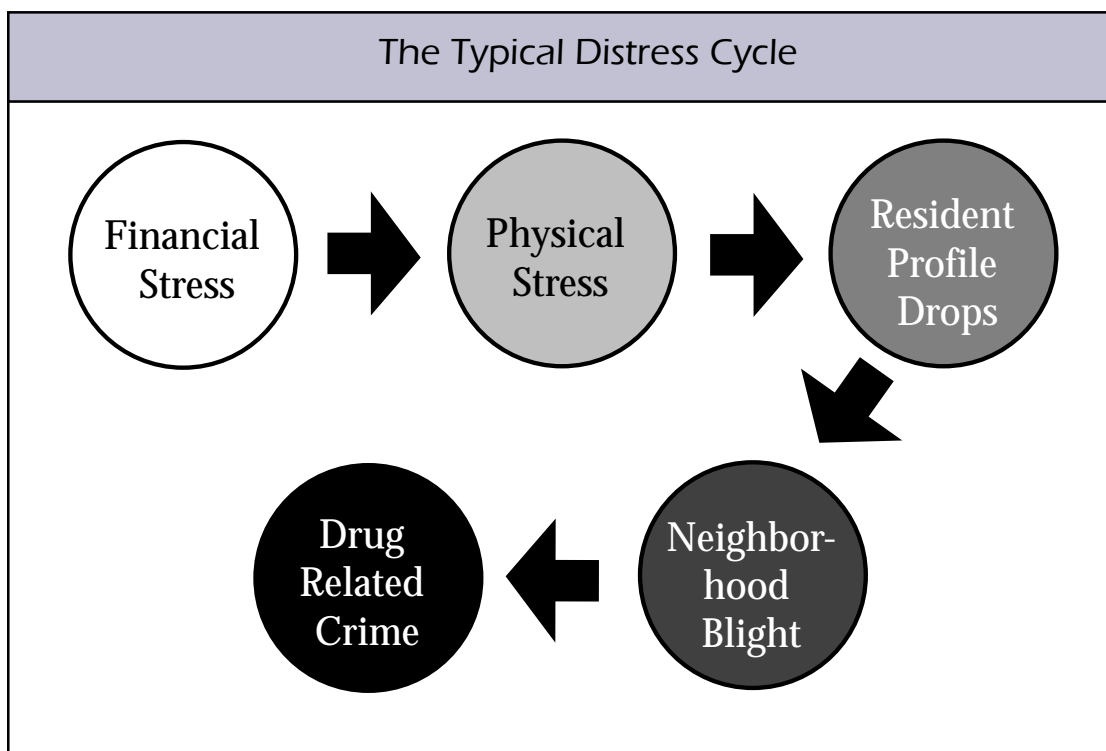 The Typical Distress Cycle
Financial
Stress
Physical
Stress
Resident
Profile
Drops
Neighbor-
hood
Blight
Drug
Related
Crime